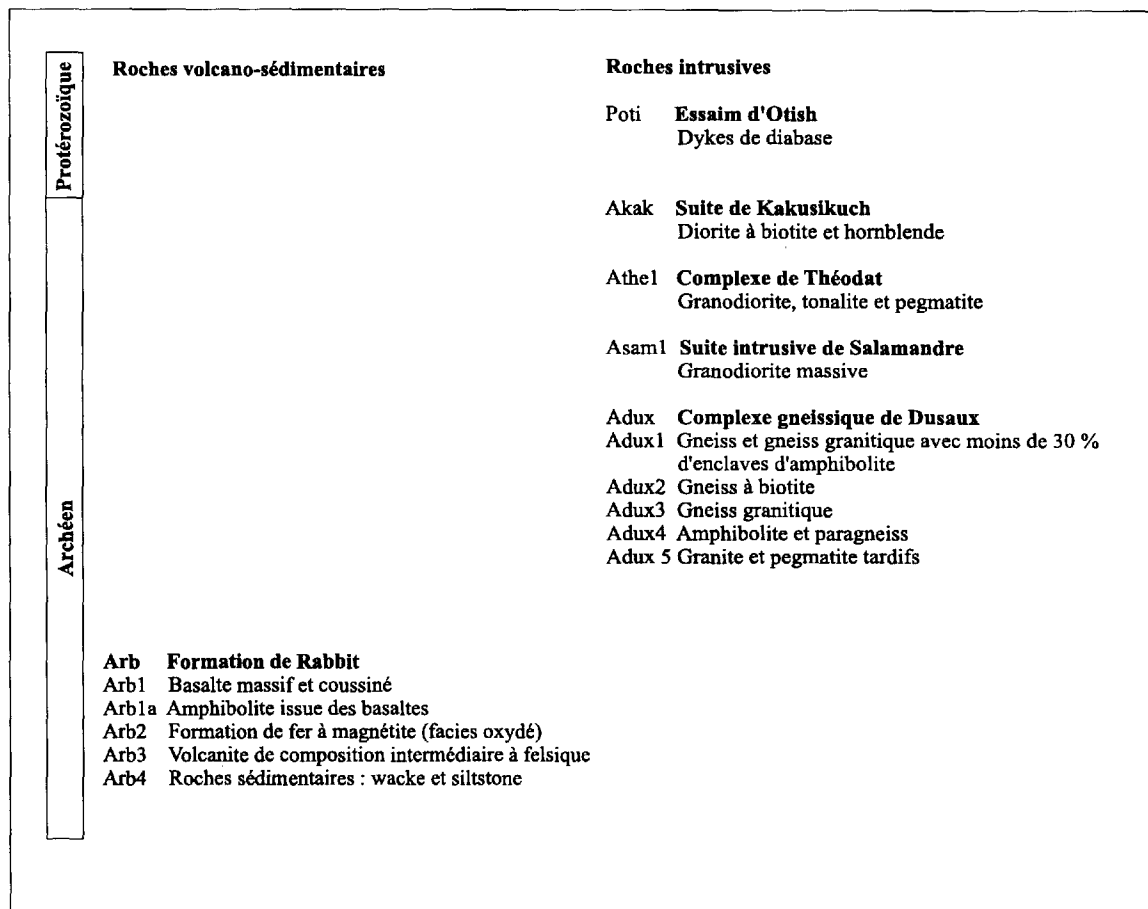 Protérozoïque
Archéen
Roches volcano-sédimentaires
Roches intrusives
Poti Essaim d'Otish
Dykes de diabase
Akak Suite de Kakusikuch
Diorite à biotite et hornblende
Athe1 Complexe de Théodat
Granodiorite, tonalite et pegmatite
Asam1 Suite intrusive de Salamandre
Granodiorite massive
Adux Complexe gneissique de Dusaux
Adux1 Gneiss et gneiss granitique avec moins de 30 %
d'enclaves d'amphibolite
Adux2 Gneiss à biotite
Adux3 Gneiss granitique
Adux4 Amphibolite et paragneiss
Adux 5 Granite et pegmatite tardifs
Arb Formation de Rabbit
Arb1 Basalte massif et coussiné
Arb1a Amphibolite issue des basaltes
Arb2 Formation de fer à magnétite (facies oxydé)
Arb3 Volcanite de composition intermédiaire à felsique
Arb4 Roches sédimentaires : wacke et siltstone